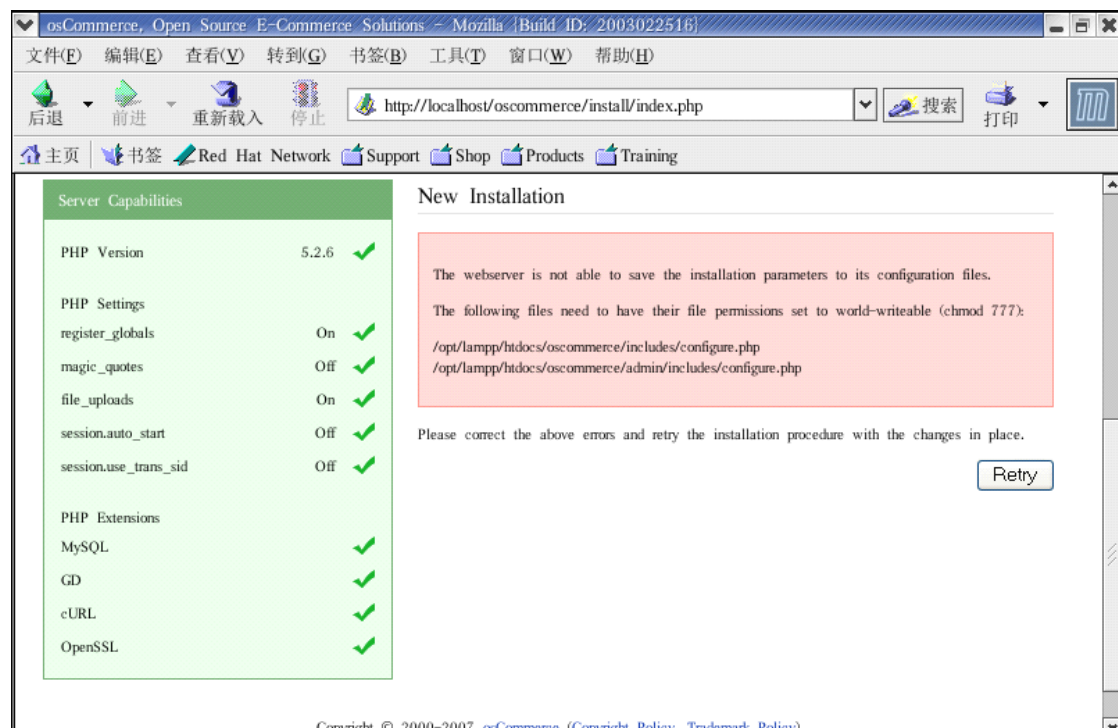 osCommerce, Open Source E-Commerce Solutions - Mozilla {Build ID: 2003022516}
文件(F) 编辑(E) 查看(V) 转到(G) 书签(B) 工具(T) 窗口(W) 帮助(H)
后退 前进 重新载入 停止 http://localhost/oscommerce/install/index.php 搜索 打印
主页 书签 Red Hat Network Support Shop Products Training
Server Capabilities
PHP Version 5.2.6
PHP Settings
register_globals On
magic_quotes Off
file_uploads On
session.auto_start Off
session.use_trans_sid Off
PHP Extensions
MySQL
GD
cURL
OpenSSL
New Installation
The webserver is not able to save the installation parameters to its configuration files.
The following files need to have their file permissions set to world-writeable (chmod 777):
/opt/lampp/htdocs/oscommerce/includes/configure.php
/opt/lampp/htdocs/oscommerce/admin/includes/configure.php
Please correct the above errors and retry the installation procedure with the changes in place.
Retry
Copyright © 2000-2007 osCommerce (Copyright Policy, Trademark Policy)